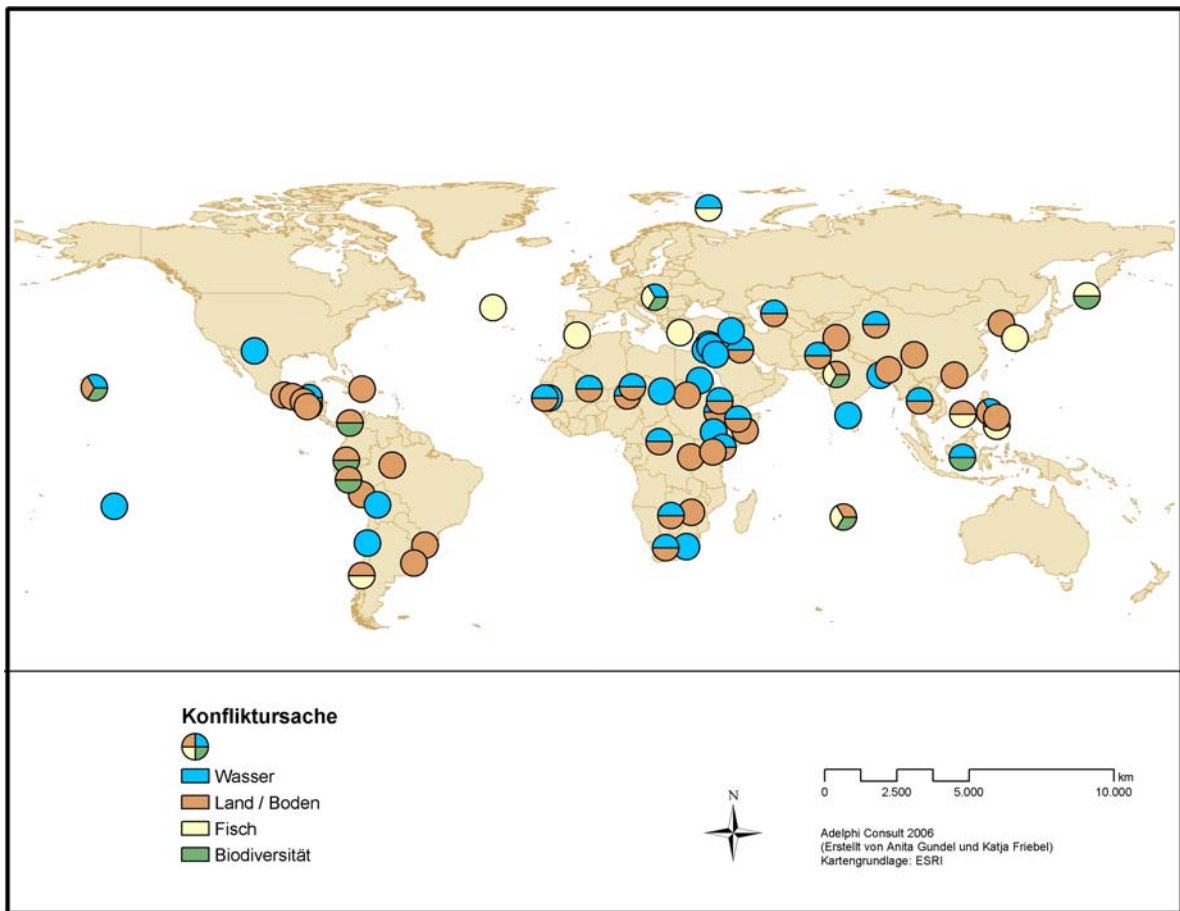 Konfliktursache
Wasser
Land / Boden
Fisch
Biodiversität
N
km
0 2.500 5.000 10.000
Adelphi Consult 2006
(Erstellt von Anita Gundel und Katja Friebel)
Kartengrundlage: ESRI